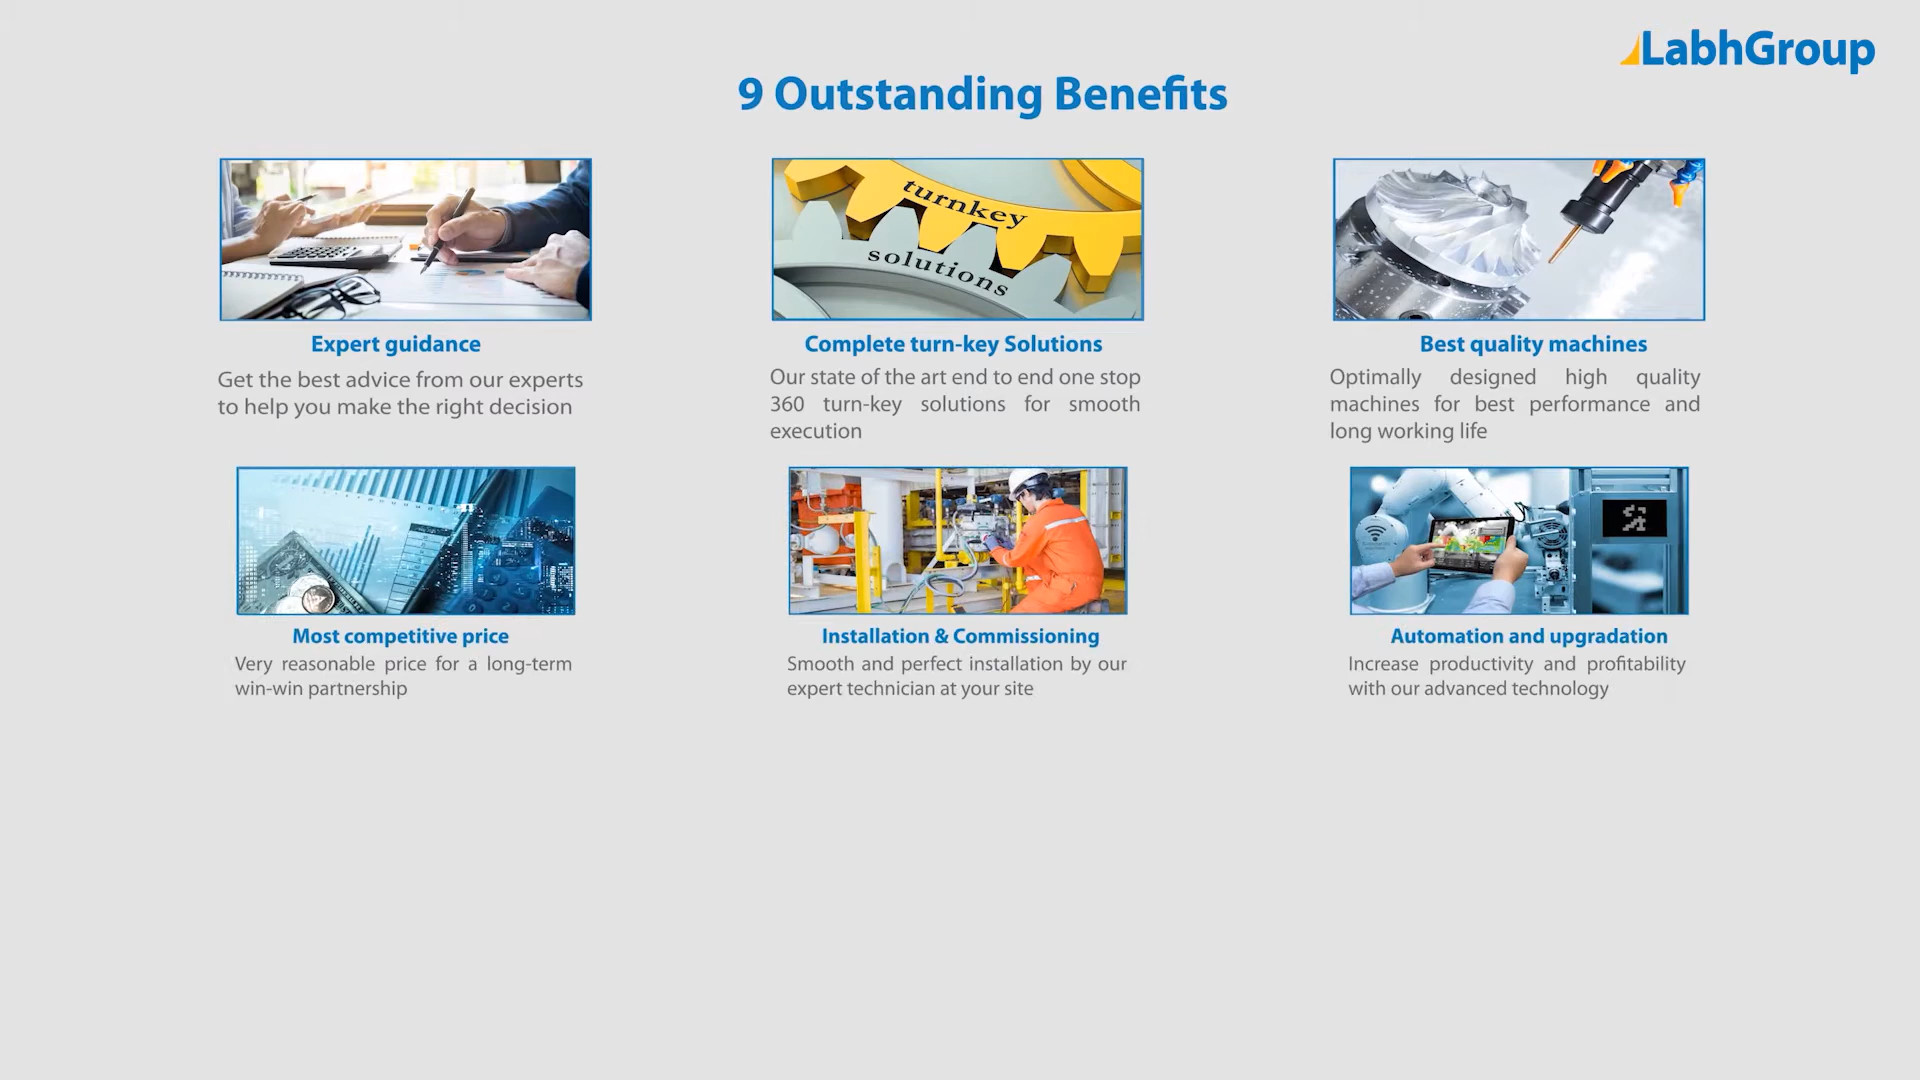 LabhGroup
9 Outstanding Benefits
turnkey
solutions
Expert guidance
Get the best advice from our experts
to help you make the right decision
Complete turn-key Solutions
Our state of the art end to end one stop
360 turn-key solutions for smooth
execution
Best quality machines
Optimally designed high quality
machines for best performance and
long working life
Most competitive price
Very reasonable price for a long-term
win-win partnership
Installation & Commissioning
Smooth and perfect installation by our
expert technician at your site
Automation and upgradation
Increase productivity and profitability
with our advanced technology